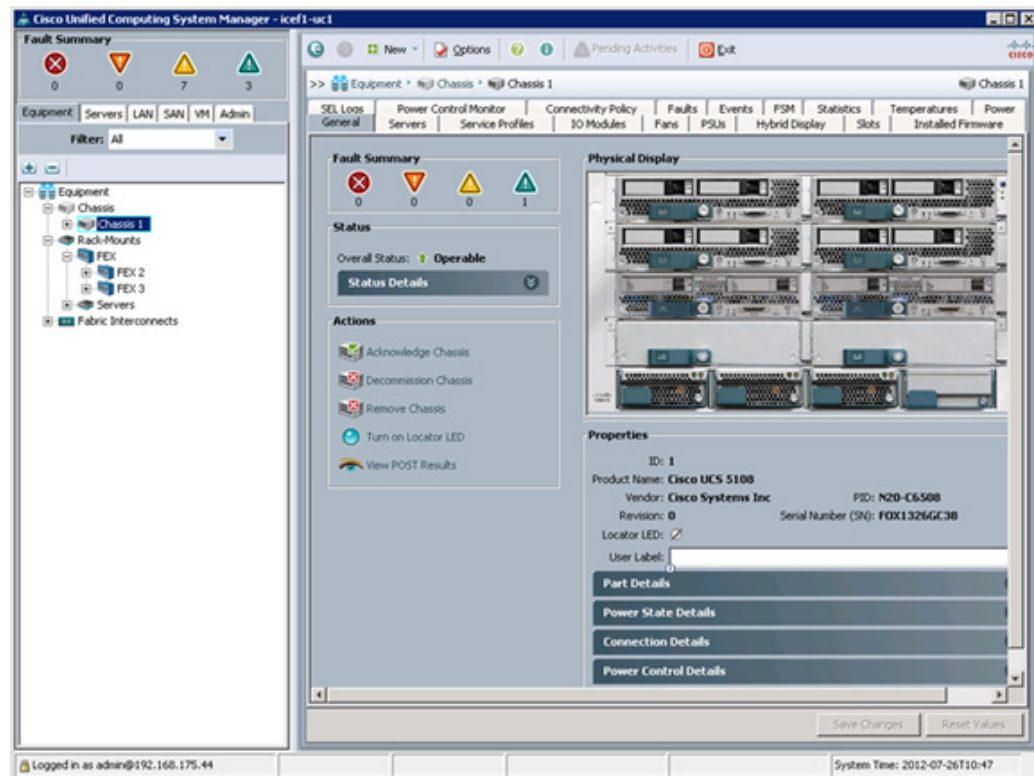 Cisco Unified Computing System Manager - icef1-uc1
Fault Summary
0 0 7 3
Equipment Servers LAN SAN VM Admin
Filter: All
Equipment
Chassis
Chassis 1
Rack-Mounts
FEX
FEX 2
FEX 3
Servers
Fabric Interconnects
New Options Pending Activities Exit
CISCO
>> Equipment Chassis Chassis 1 Chassis 1
SEL Logs Power Control Monitor Connectivity Policy Faults Events FSM Statistics Temperatures Power
General Servers Service Profiles IO Modules Fans PSUs Hybrid Display Slots Installed Firmware
Fault Summary
0 0 0 1
Status
Overall Status: Operable
Status Details
Actions
Acknowledge Chassis
Decommission Chassis
Remove Chassis
Turn on Locator LED
View POST Results
Physical Display
Properties
ID: 1
Product Name: Cisco UCS 5108
Vendor: Cisco Systems Inc PID: N20-C6508
Revision: 0 Serial Number (SN): FOX1326GC38
Locator LED:
User Label:
Part Details
Power State Details
Connection Details
Power Control Details
Save Changes Reset Values
Logged in as admin@192.168.175.44 System Time: 2012-07-26T10:47